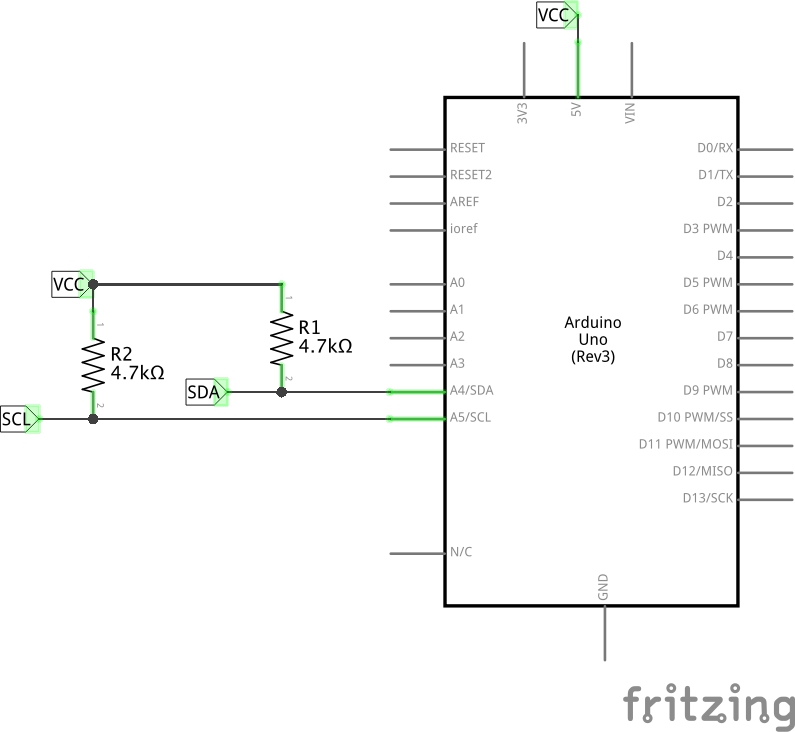 VCC
3V3
5V
VIN
RESET
D0/RX
RESET2
D1/TX
AREF
D2
ioref
D3 PWM
D4
VCC
A0
D5 PWM
1
A1
D6 PWM
1
R1
4.7kΩ
Arduino
Uno
(Rev3)
A2
D7
R2
4.7kΩ
A3
D8
2
SDA
A4/SDA
D9 PWM
2
SCL
A5/SCL
D10 PWM/SS
D11 PWM/MOSI
D12/MISO
D13/SCK
N/C
GND
fritzing